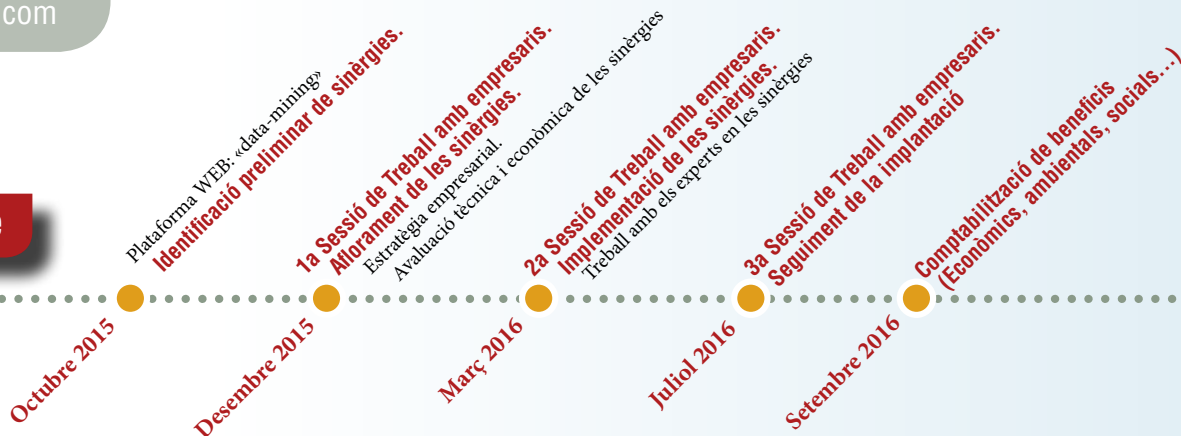 com
e
Plataforma WEB: «data-mining»
Identificació preliminar de sinèrgies.
Octubre 2015
1a Sessió de Treball amb empresaris.
Aflorament de les sinèrgies.
Estratègia empresarial.
Avaluació tècnica i econòmica de les sinèrgies
Desembre 2015
2a Sessió de Treball amb empresaris.
Implementació de les sinèrgies.
Treball amb els experts en les sinèrgies
Març 2016
3a Sessió de Treball amb empresaris.
Seguiment de la implantació
Juliol 2016
Comptabilització de beneficis
(Econòmics, ambientals, socials…)
Setembre 2016